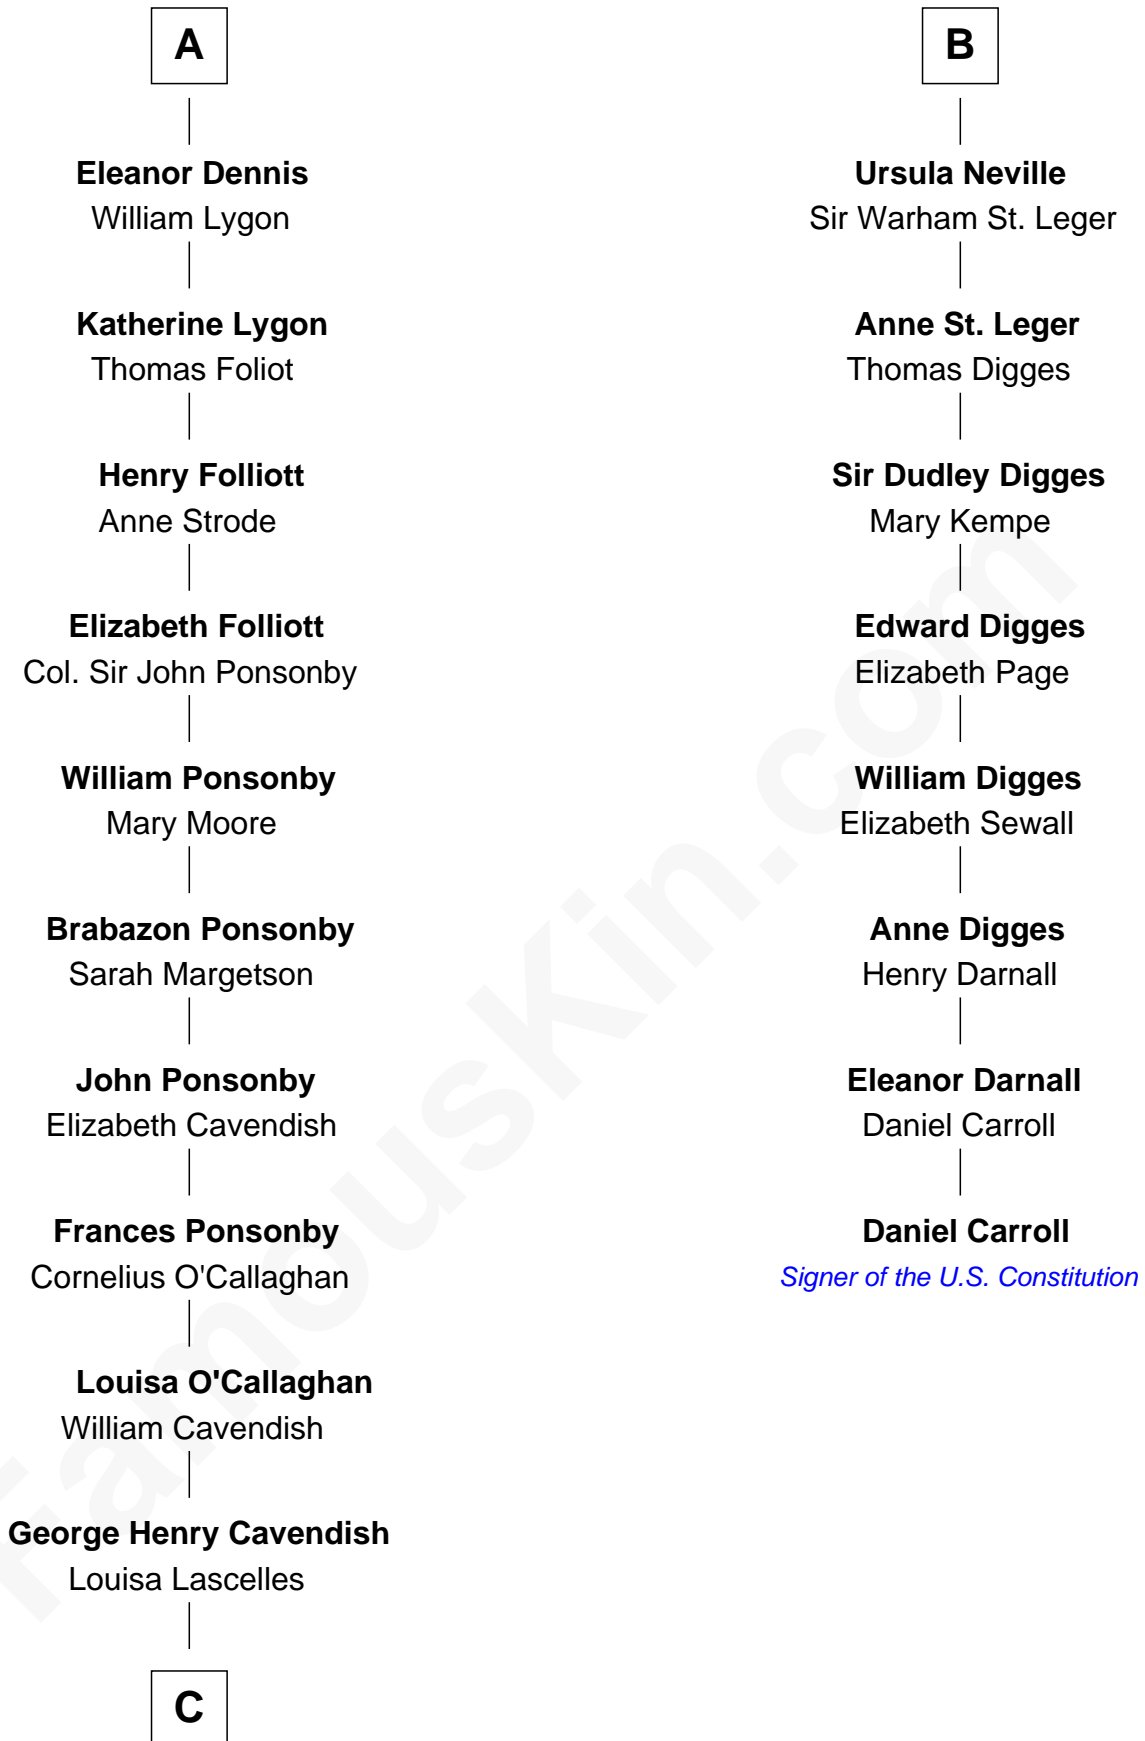 A
Eleanor Dennis
William Lygon
Katherine Lygon
Thomas Foliot
Henry Folliott
Anne Strode
Elizabeth Folliott
Col. Sir John Ponsonby
William Ponsonby
Mary Moore
Brabazon Ponsonby
Sarah Margetson
John Ponsonby
Elizabeth Cavendish
Frances Ponsonby
Cornelius O'Callaghan
Louisa O'Callaghan
William Cavendish
George Henry Cavendish
Louisa Lascelles
C
B
Ursula Neville
Sir Warham St. Leger
Anne St. Leger
Thomas Digges
Sir Dudley Digges
Mary Kempe
Edward Digges
Elizabeth Page
William Digges
Elizabeth Sewall
Anne Digges
Henry Darnall
Eleanor Darnall
Daniel Carroll
Daniel Carroll
Signer of the U.S. Constitution
FamousKin.com